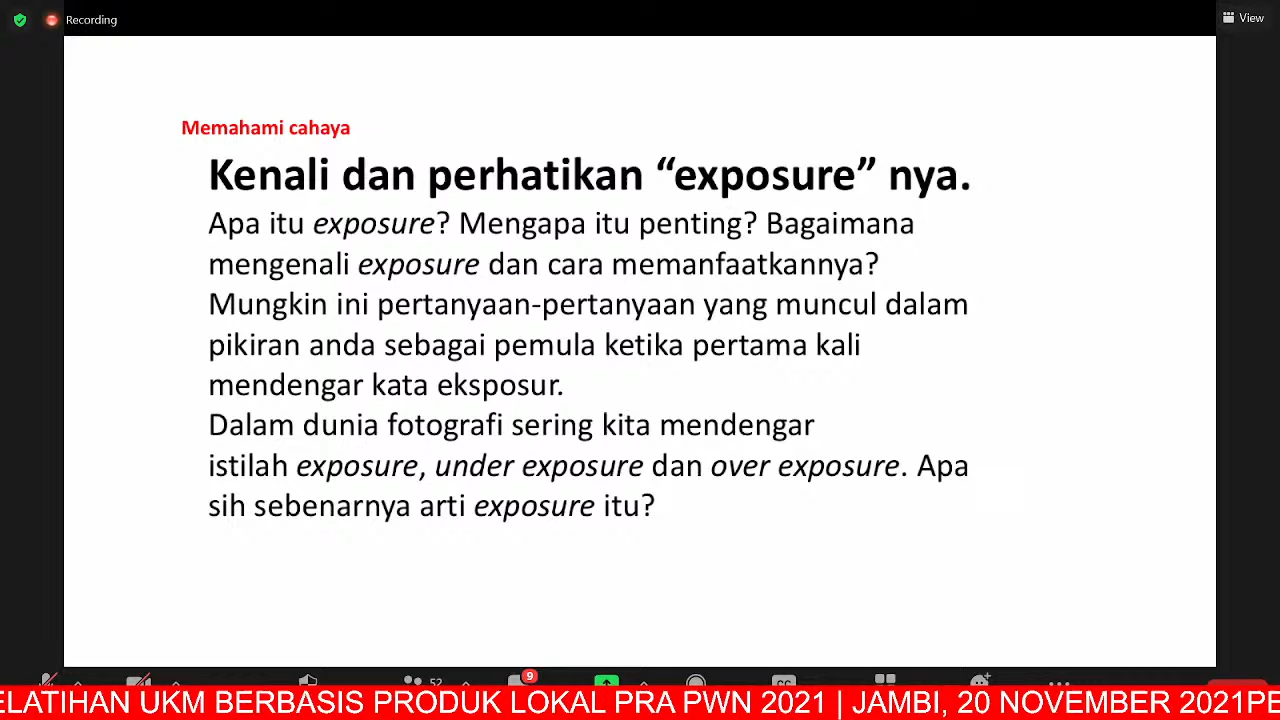 Recording
View
Memahami cahaya
Kenali dan perhatikan “exposure” nya.
Apa itu exposure? Mengapa itu penting? Bagaimana
mengenali exposure dan cara memanfaatkannya?
Mungkin ini pertanyaan-pertanyaan yang muncul dalam
pikiran anda sebagai pemula ketika pertama kali
mendengar kata eksposur.
Dalam dunia fotografi sering kita mendengar
istilah exposure, under exposure dan over exposure. Apa
sih sebenarnya arti exposure itu?
52
9
ELATIHAN UKM BERBASIS PRODUK LOKAL PRA PWN 2021 | JAMBI, 20 NOVEMBER 2021PE